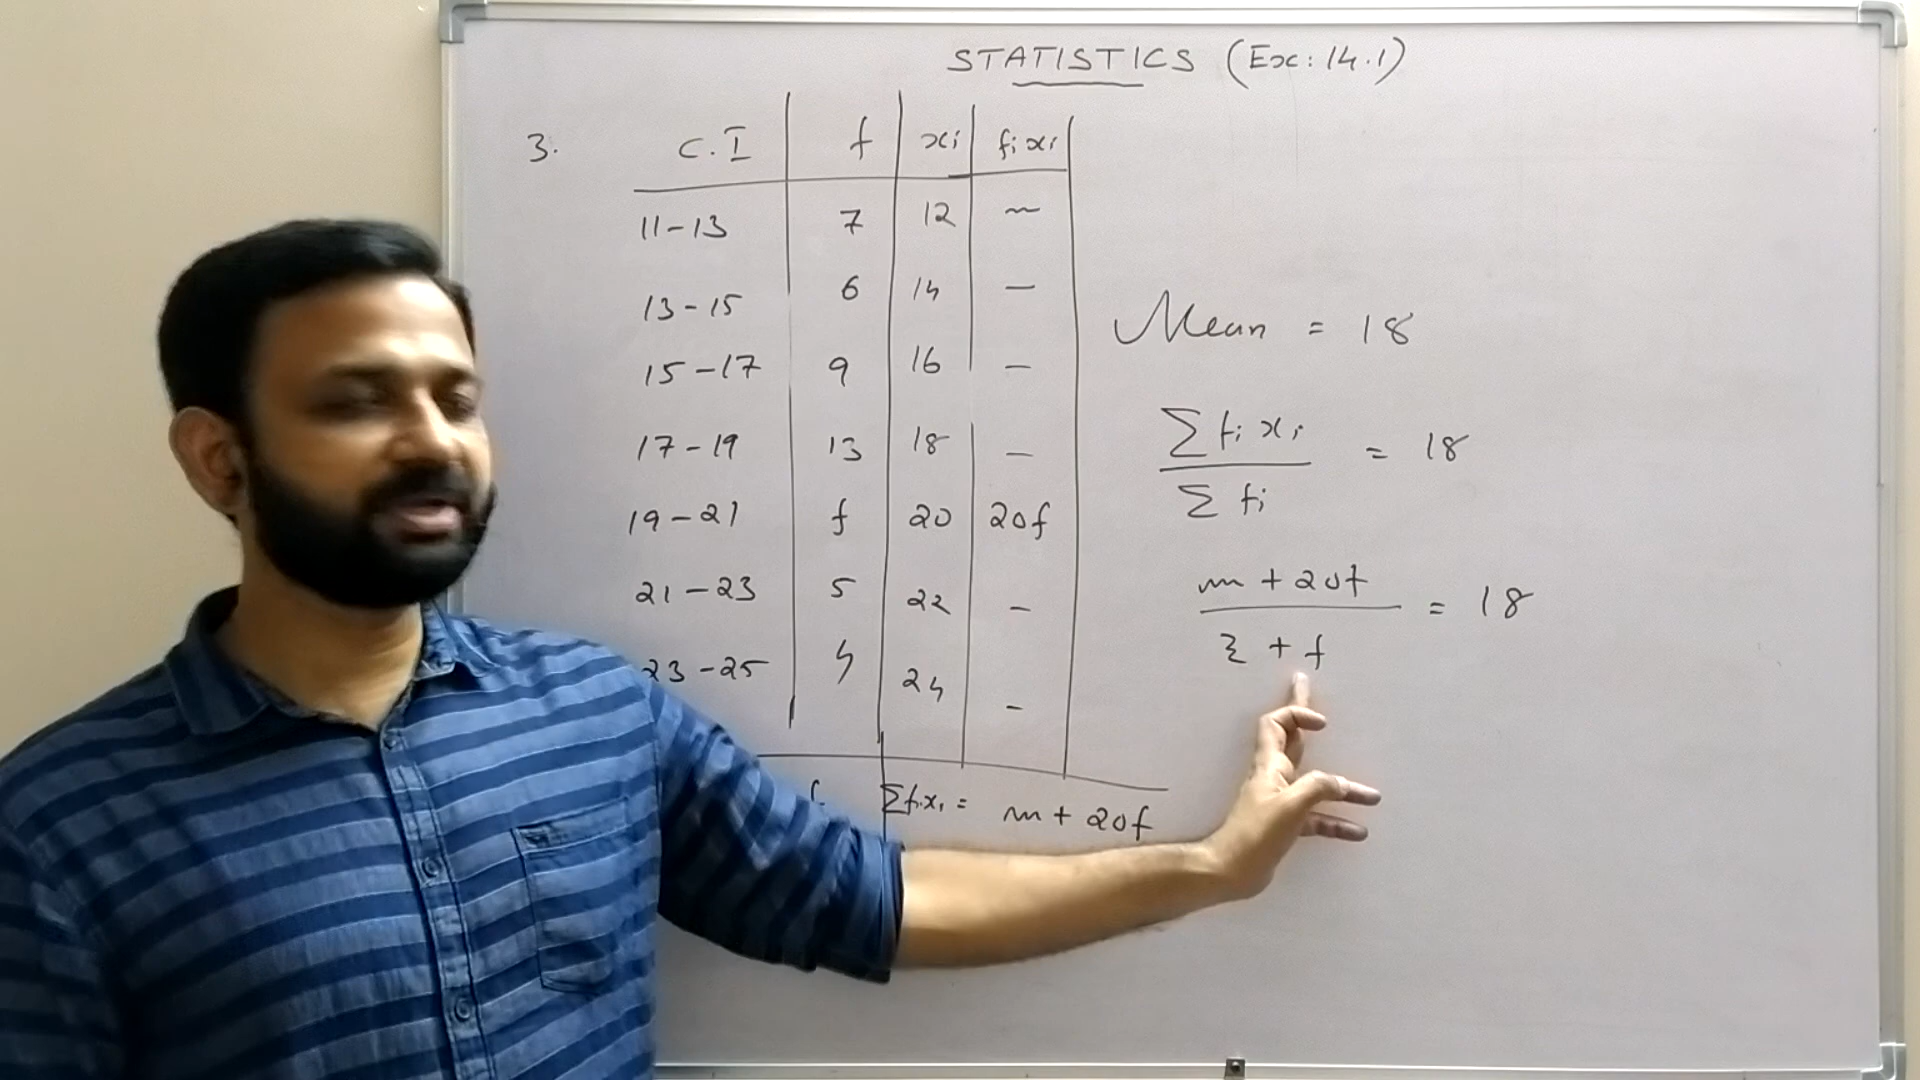 STATISTICS (Ex: 14.1)
3. C.I f xi fixi
11-13 7 12 ~
13-15 6 14 –
15-17 9 16 –
17-19 13 18 –
19-21 f 20 20f
21-23 5 22 –
23-25 4 24 –
Σfixi = m + 20f
Mean = 18
Σfixi / Σfi = 18
m + 20f / + f = 18